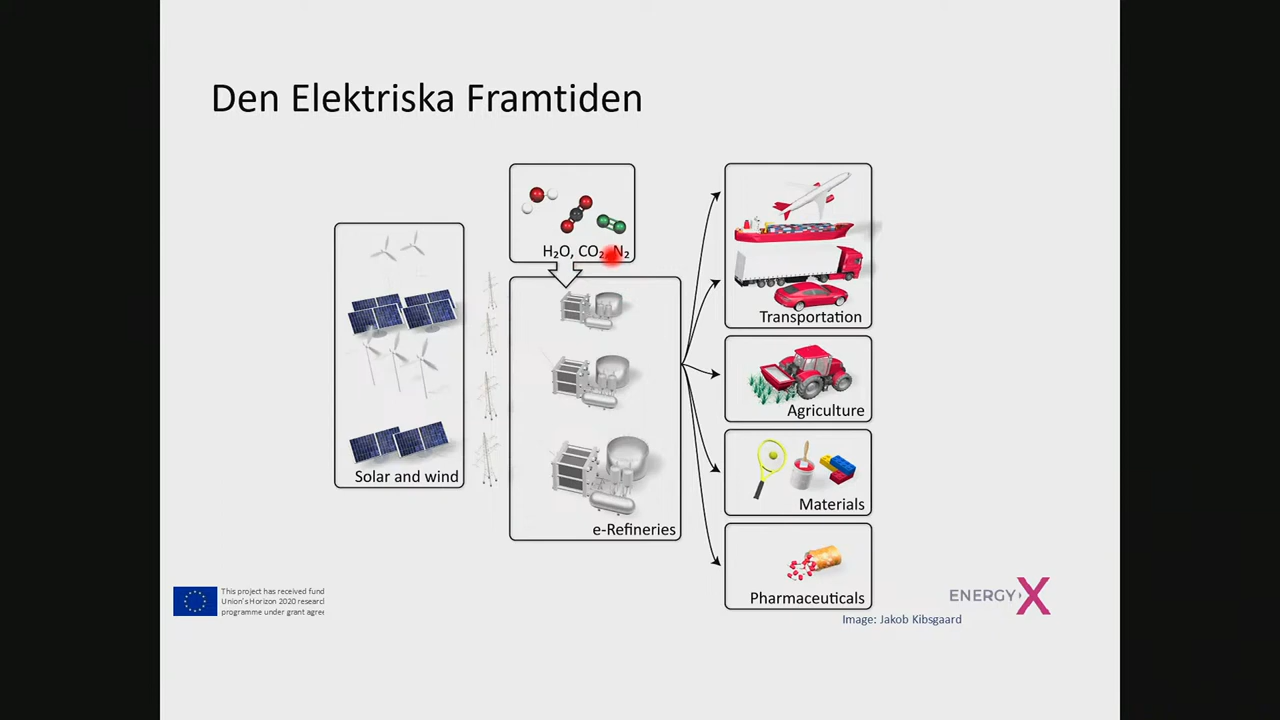 Den Elektriska Framtiden
H₂O, CO₂, N₂
Solar and wind
e-Refineries
Transportation
Agriculture
Materials
Pharmaceuticals
This project has received fund
Union's Horizon 2020 research
programme under grant agree
ENERGY X
Image: Jakob Kibsgaard